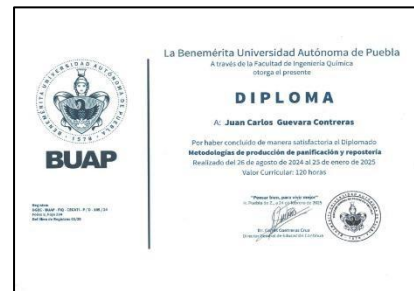 La Benemérita Universidad Autónoma de Puebla
A través de la Facultad de Ingeniería Química
otorga el presente
DIPLOMA
A: Juan Carlos Guevara Contreras
Por haber concluido de manera satisfactoria el Diplomado
Metodologías de producción de panificación y repostería
Realizado del 26 de agosto de 2024 al 25 de enero de 2025
Valor Curricular: 120 horas
BUAP
"Pensar bien, para vivir mejor"